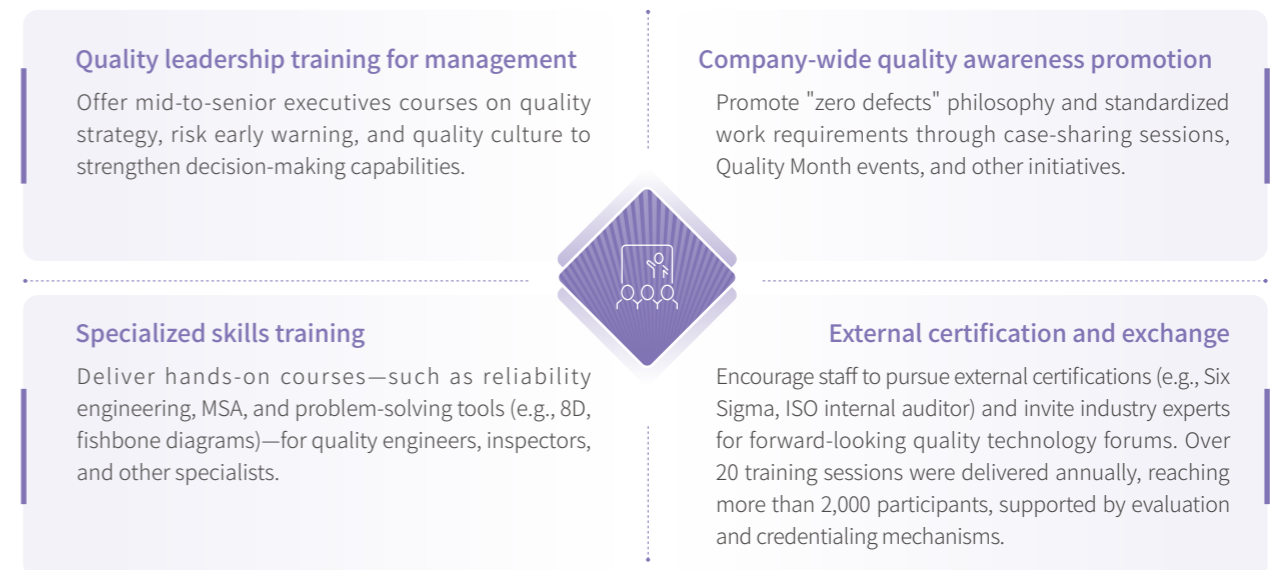 Quality leadership training for management
Offer mid-to-senior executives courses on quality
strategy, risk early warning, and quality culture to
strengthen decision-making capabilities.
Company-wide quality awareness promotion
Promote "zero defects" philosophy and standardized
work requirements through case-sharing sessions,
Quality Month events, and other initiatives.
Specialized skills training
Deliver hands-on courses—such as reliability
engineering, MSA, and problem-solving tools (e.g., 8D,
fishbone diagrams)—for quality engineers, inspectors,
and other specialists.
External certification and exchange
Encourage staff to pursue external certifications (e.g., Six
Sigma, ISO internal auditor) and invite industry experts
for forward-looking quality technology forums. Over
20 training sessions were delivered annually, reaching
more than 2,000 participants, supported by evaluation
and credentialing mechanisms.